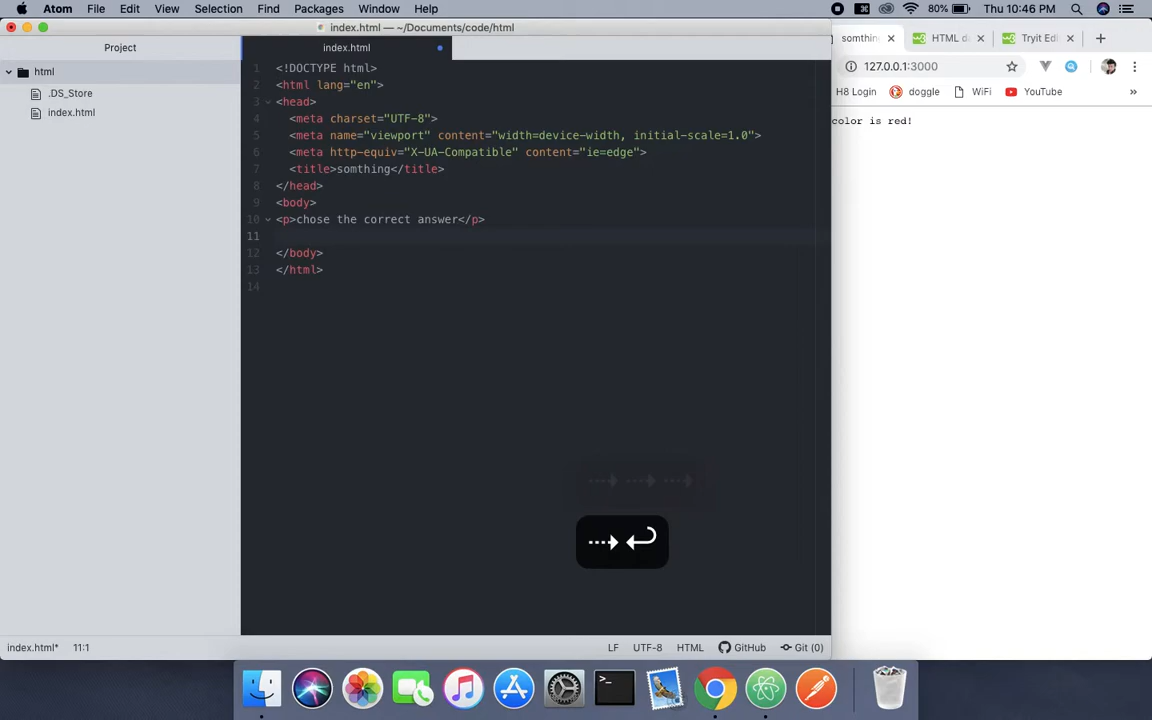 Atom File Edit View Selection Find Packages Window Help 80% Thu 10:46 PM
index.html — ~/Documents/code/html
Project
index.html
html
.DS_Store
index.html
1 <!DOCTYPE html>
2 <html lang="en">
3 <head>
4 <meta charset="UTF-8">
5 <meta name="viewport" content="width=device-width, initial-scale=1.0">
6 <meta http-equiv="X-UA-Compatible" content="ie=edge">
7 <title>somthing</title>
8 </head>
9 <body>
10 <p>chose the correct answer</p>
11
12 </body>
13 </html>
14
index.html* 11:1 LF UTF-8 HTML GitHub Git (0)
somthin HTML d Tryit Edi
127.0.0.1:3000
H8 Login doggle WiFi YouTube »
color is red!